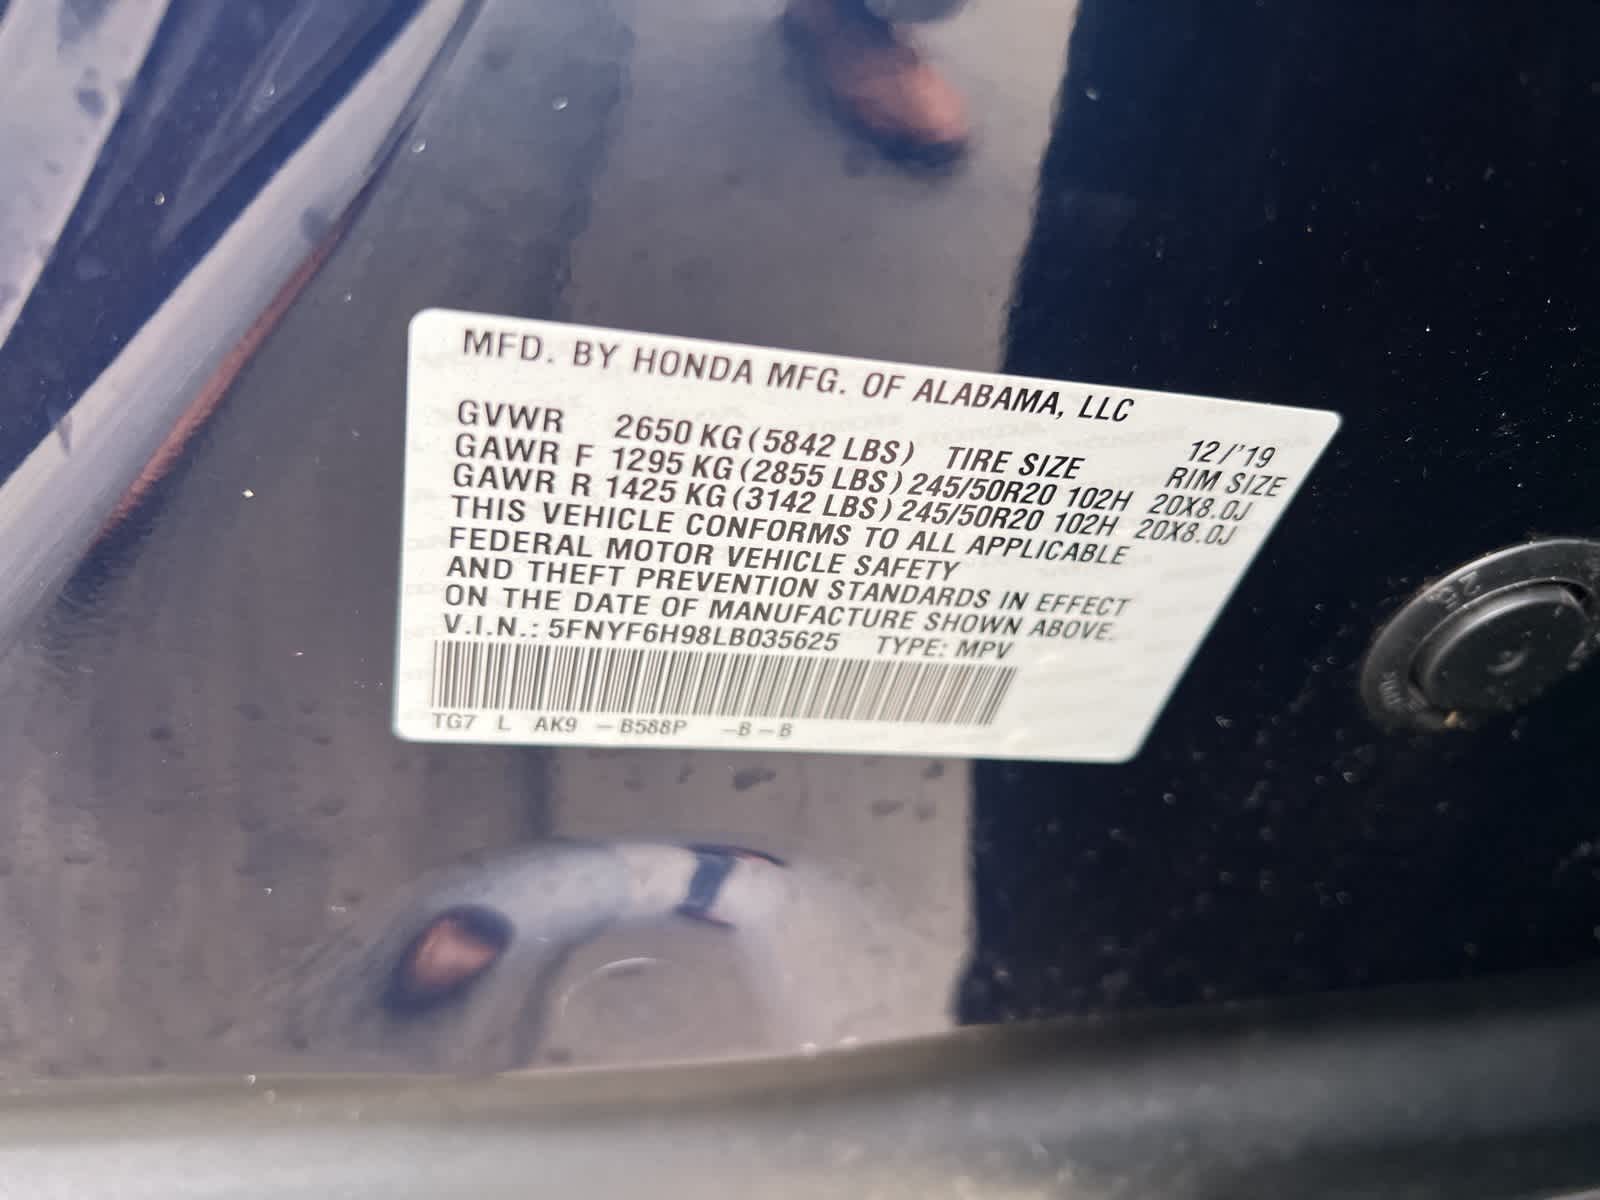 MFD. BY HONDA MFG. OF ALABAMA, LLC
12/'19
GVWR 2650 KG (5842 LBS) TIRE SIZE RIM SIZE
GAWR F 1295 KG (2855 LBS) 245/50R20 102H 20X8.0J
GAWR R 1425 KG (3142 LBS) 245/50R20 102H 20X8.0J
THIS VEHICLE CONFORMS TO ALL APPLICABLE
FEDERAL MOTOR VEHICLE SAFETY
AND THEFT PREVENTION STANDARDS IN EFFECT
ON THE DATE OF MANUFACTURE SHOWN ABOVE.
V.I.N.: 5FNYF6H98LB035625 TYPE: MPV
TG7 L AK9 – B588P – B – B